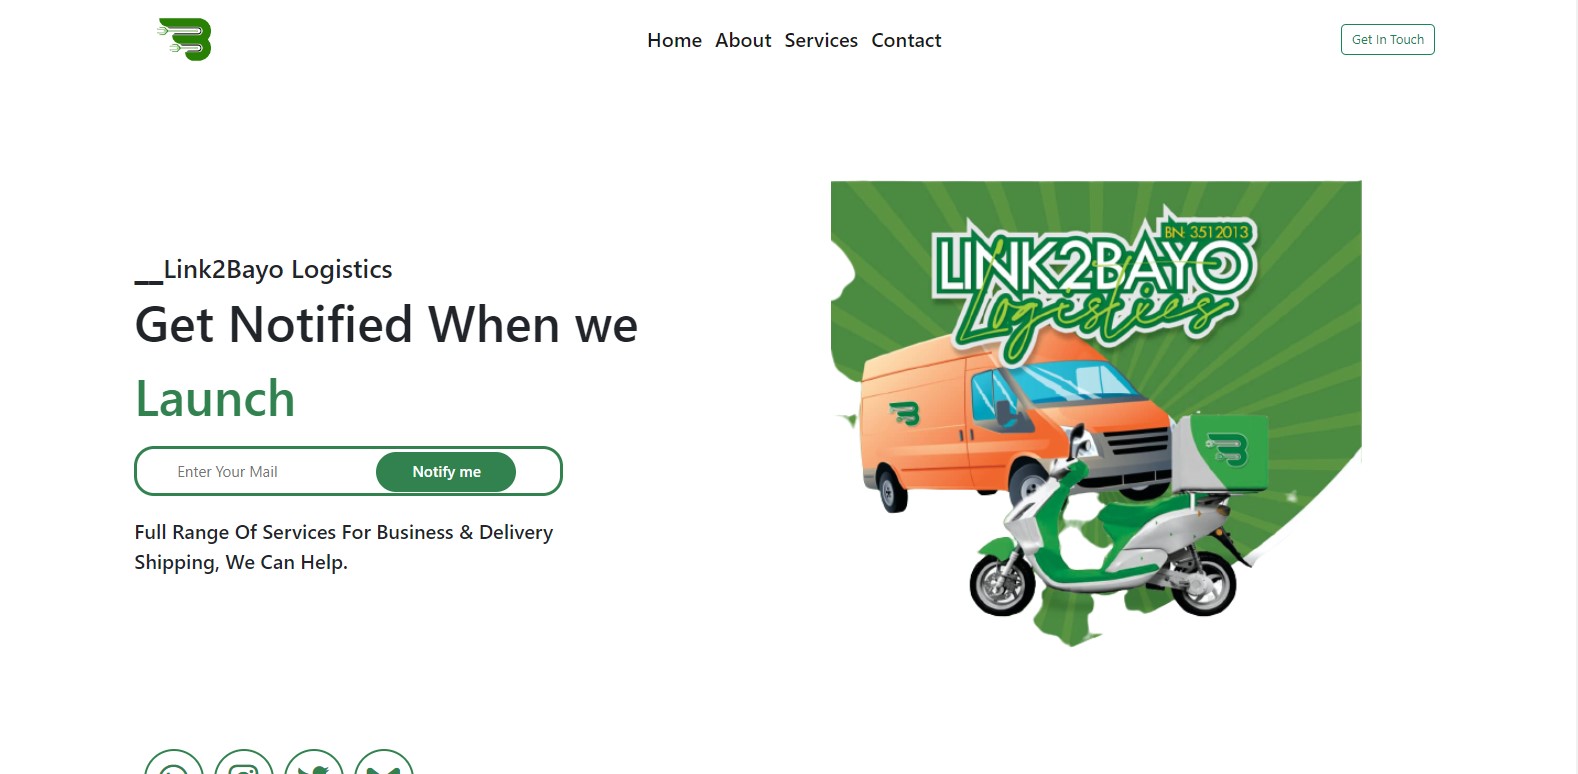 Home About Services Contact
Get In Touch
__Link2Bayo Logistics
Get Notified When we
Launch
Enter Your Mail
Notify me
Full Range Of Services For Business & Delivery
Shipping, We Can Help.
BN: 3512013
LINK2BAYO
Logistics